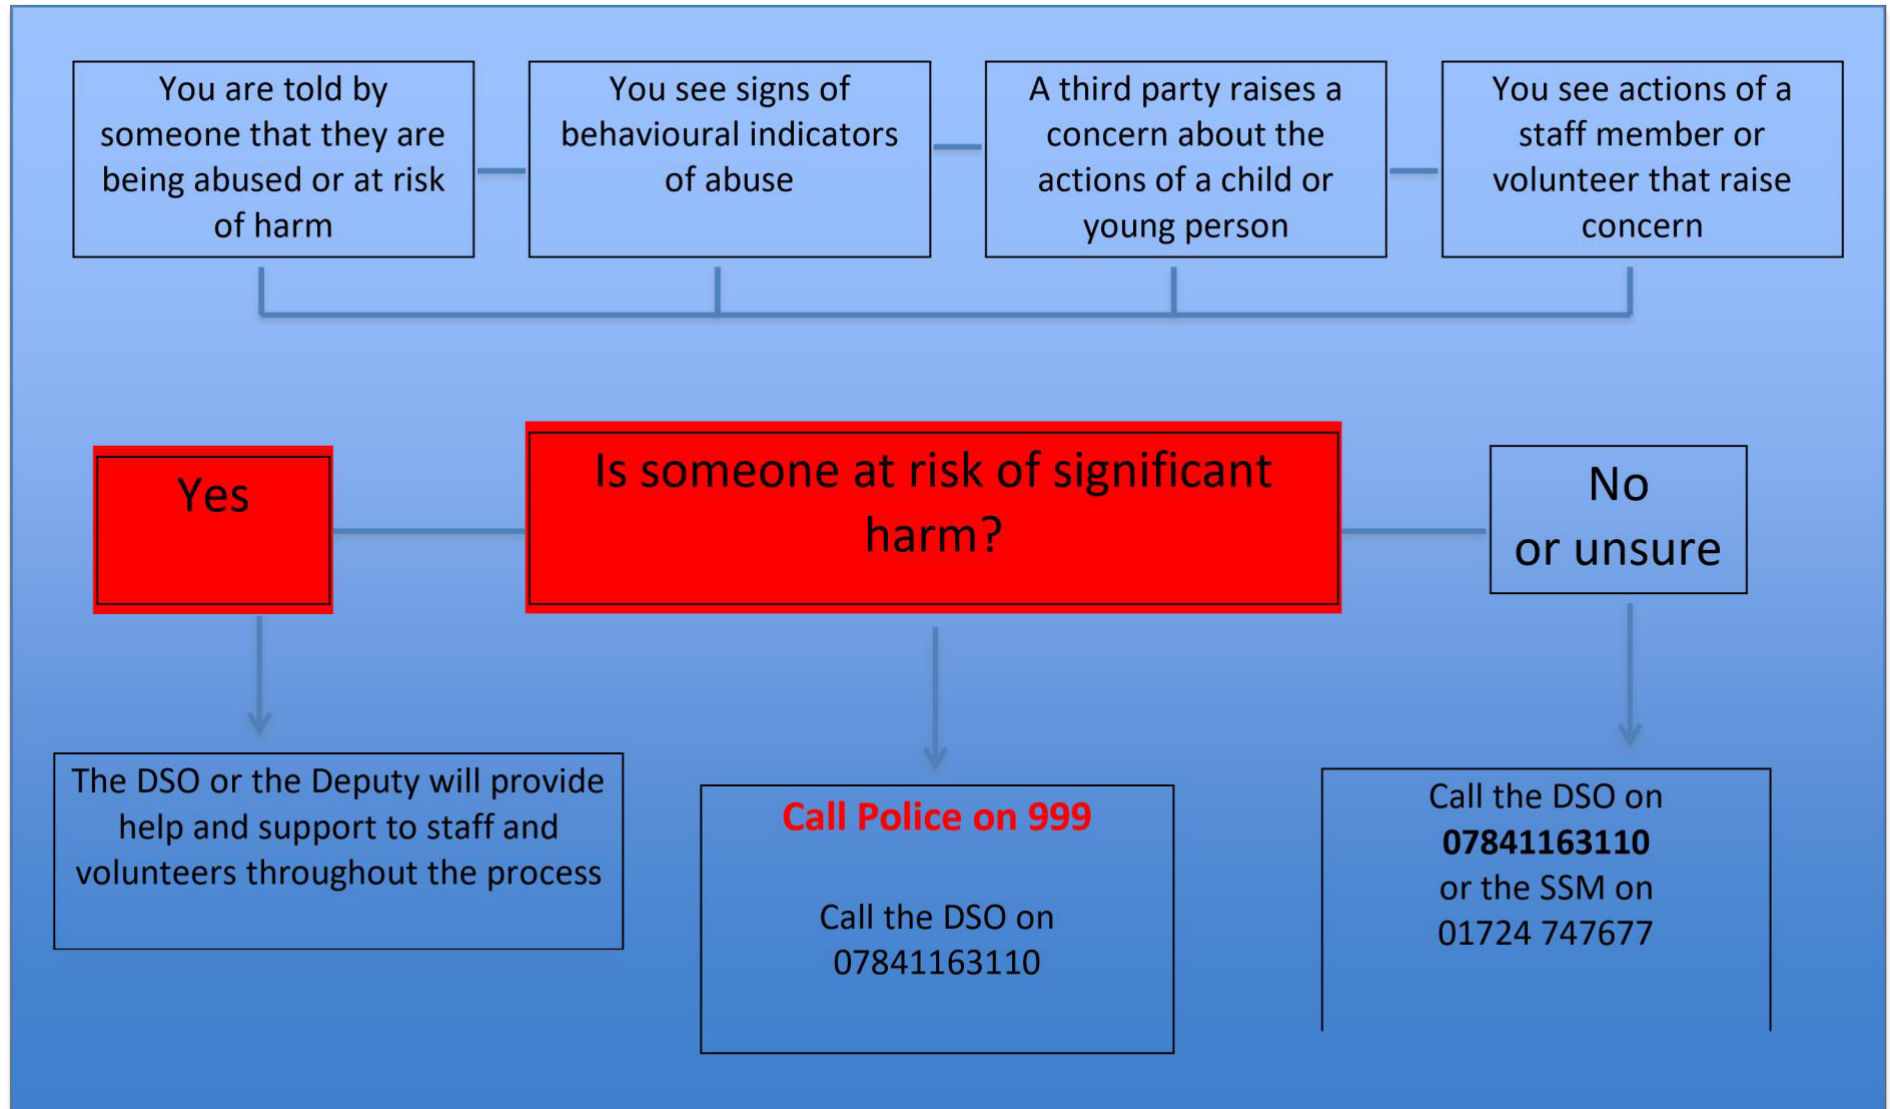 You are told by
someone that they are
being abused or at risk
of harm
You see signs of
behavioural indicators
of abuse
A third party raises a
concern about the
actions of a child or
young person
You see actions of a
staff member or
volunteer that raise
concern
Yes
Is someone at risk of significant
harm?
No
or unsure
The DSO or the Deputy will provide
help and support to staff and
volunteers throughout the process
Call Police on 999
Call the DSO on
07841163110
Call the DSO on
07841163110
or the SSM on
01724 747677